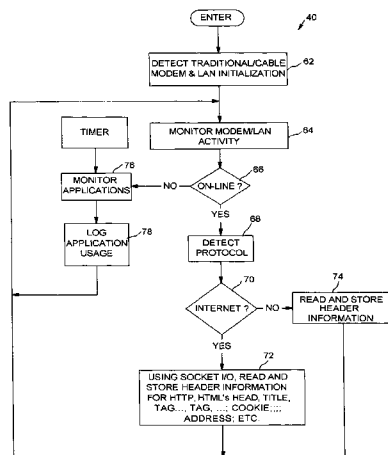 ENTER
40
DETECT TRADITIONAL/CABLE
MODEM & LAN INITIALIZATION
62
TIMER
MONITOR MODEM/LAN
ACTIVITY
64
76
MONITOR
APPLICATIONS
66
ON-LINE ?
NO
YES
78
LOG
APPLICATION
USAGE
68
DETECT
PROTOCOL
70
INTERNET ?
NO
74
READ AND STORE
HEADER
INFORMATION
YES
72
USING SOCKET I/O, READ AND
STORE HEADER INFORMATION
FOR HTTP, HTML's HEAD, TITLE,
TAG..., TAG, ...; COOKIE;;;;
ADDRESS; ETC.